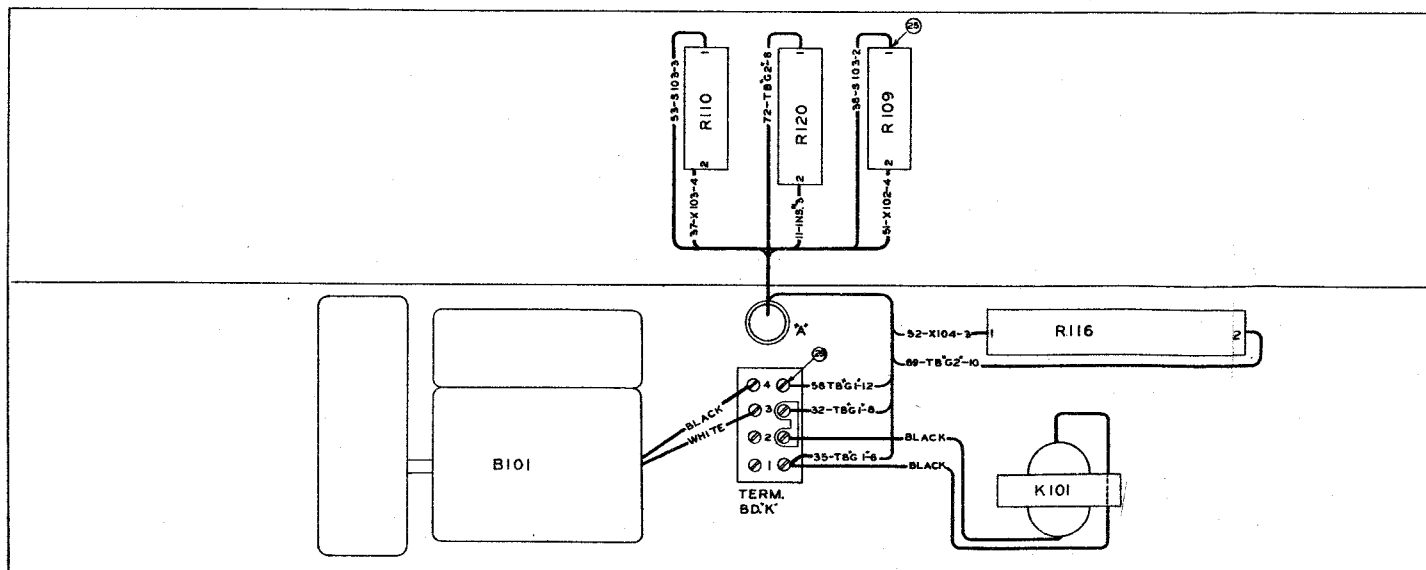 25
1
1
1
53-S103-3
R110
72-TB"G2"-8
R120
38-S103-2
R109
2
2
2
37-X103-4
11-INS.
51-X102-4
"A"
52-X104-3
1
R116
2
69-TB"G2"-10
4
58TB"G1"-12
BLACK
3
32-TB"G1"-8
WHITE
2
BLACK
B101
1
35-TB"G1"-6
BLACK
K101
TERM.
BD."K"